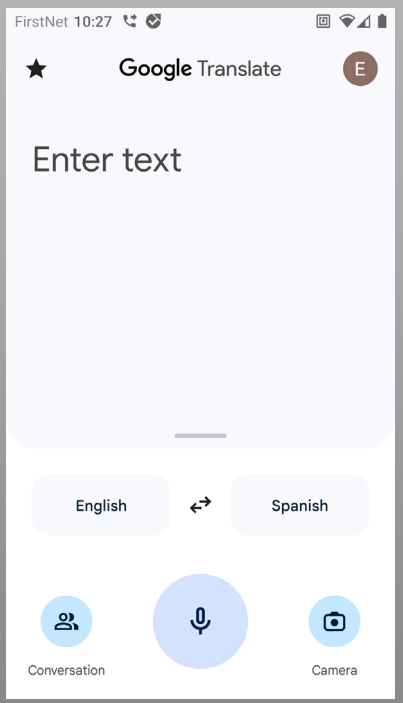 FirstNet 10:27
Google Translate
E
Enter text
English
Spanish
Conversation
Camera